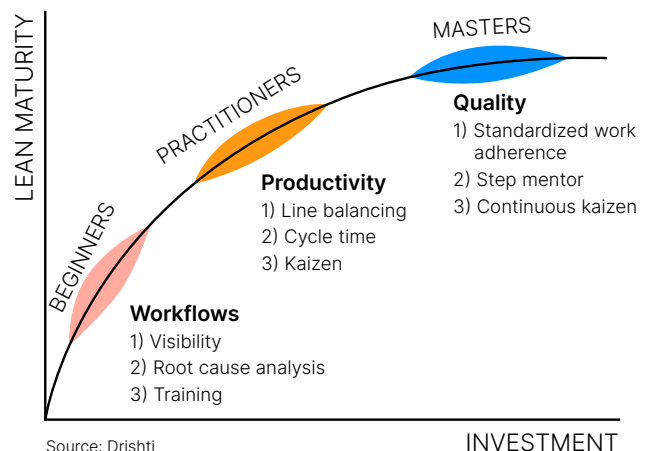 MASTERS
PRACTITIONERS
BEGINNERS
LEAN MATURITY
Quality
1) Standardized work
adherence
2) Step mentor
3) Continuous kaizen
Productivity
1) Line balancing
2) Cycle time
3) Kaizen
Workflows
1) Visibility
2) Root cause analysis
3) Training
Source: Drishti
INVESTMENT